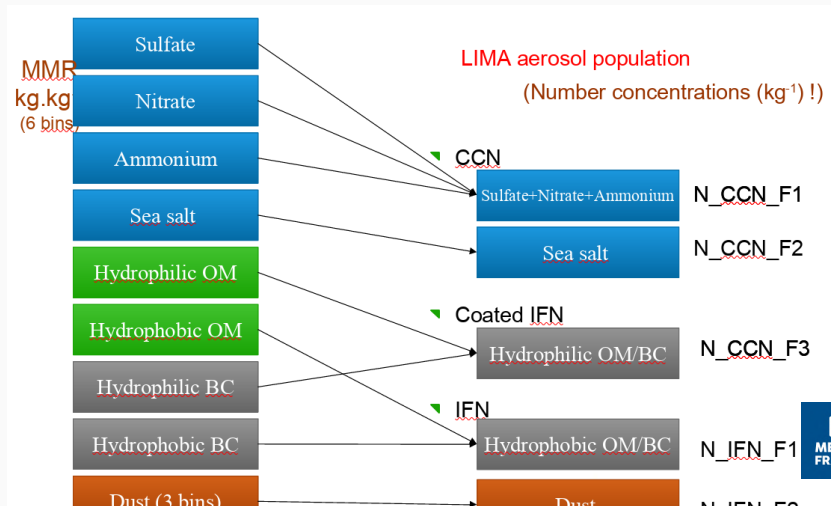 Sulfate
Nitrate
Ammonium
Sea salt
Hydrophilic OM
Hydrophobic OM
Hydrophilic BC
Hydrophobic BC
Dust (3 bins)
MMR
kg.kg
(6 bins)
LIMA aerosol population
(Number concentrations (kg-1) !)
CCN
Sulfate+Nitrate+Ammonium N_CCN_F1
Sea salt N_CCN_F2
Coated IFN
Hydrophilic OM/BC N_CCN_F3
IFN
Hydrophobic OM/BC N_IFN_F1
Dust